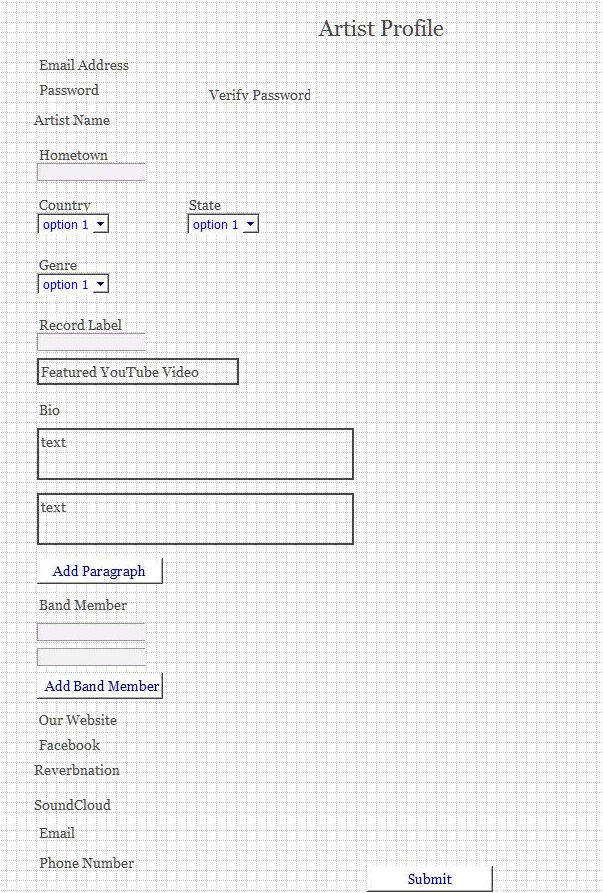 Artist Profile
Email Address
Password
Verify Password
Artist Name
Hometown
Country State
option 1 option 1
Genre
option 1
Record Label
Featured YouTube Video
Bio
text
text
Add Paragraph
Band Member
Add Band Member
Our Website
Facebook
Reverbnation
SoundCloud
Email
Phone Number
Submit